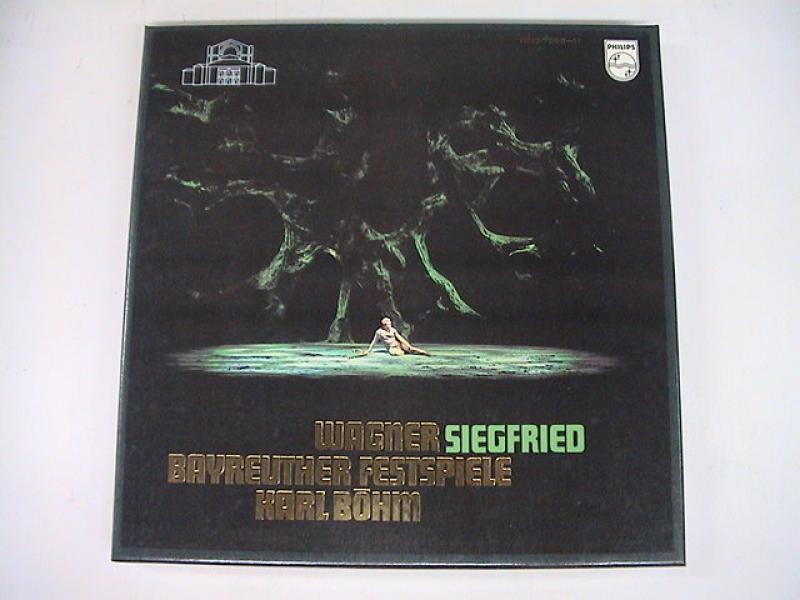 PHILIPS
WAGNER SIEGFRIED
BAYREUTHER FESTSPIELE
KARL BÖHM